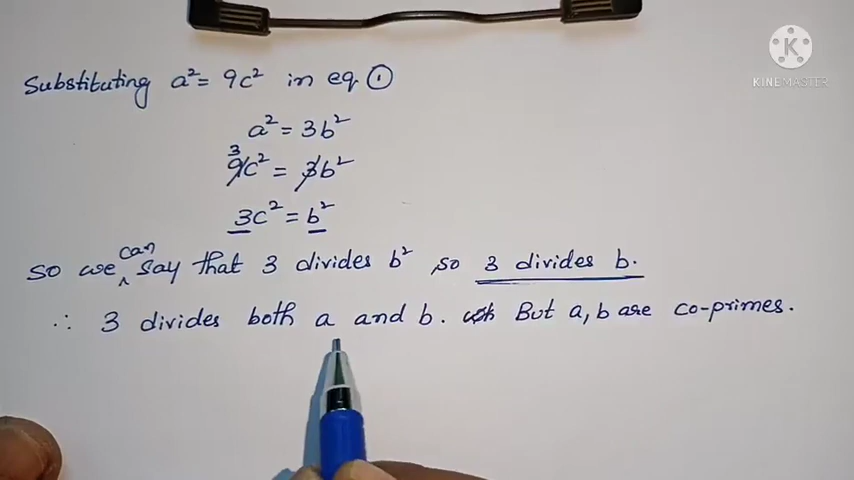 K
KINEMASTER
Substituting a² = 9c² in eq ①
a² = 3b²
3
9c² = 3b²
3c² = b²
So we can say that 3 divides b², so 3 divides b.
∴ 3 divides both a and b. But a, b are co-primes.